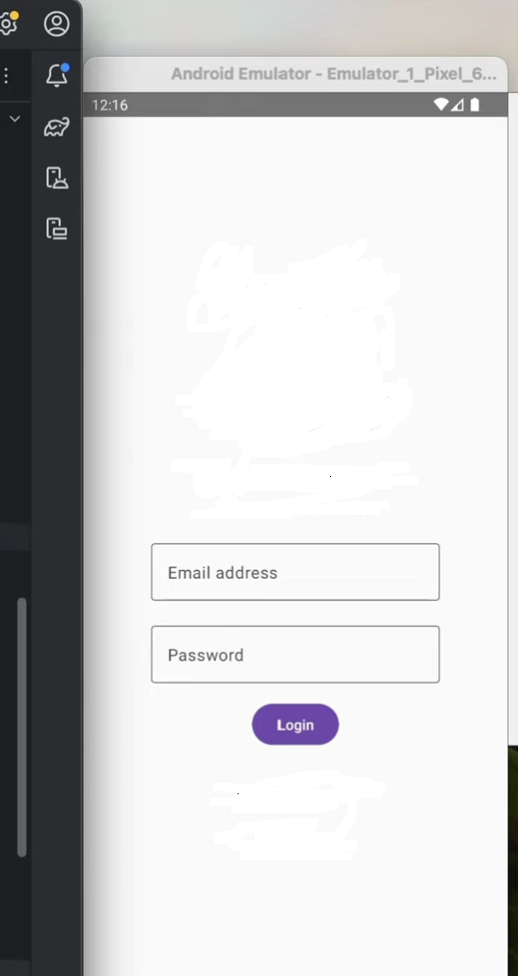 Android Emulator - Emulator_1_Pixel_6...
12:16
Email address
Password
Login